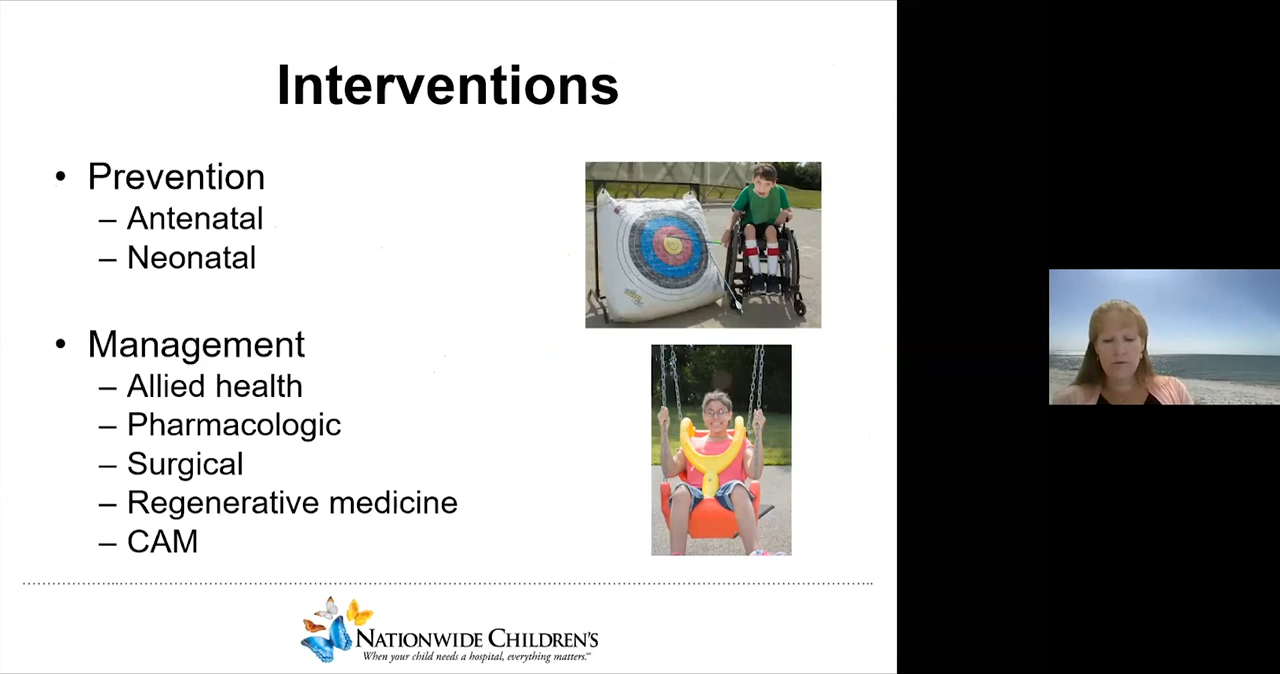 Interventions
• Prevention
– Antenatal
– Neonatal
• Management
– Allied health
– Pharmacologic
– Surgical
– Regenerative medicine
– CAM
NATIONWIDE CHILDREN'S
When your child needs a hospital, everything matters.℠